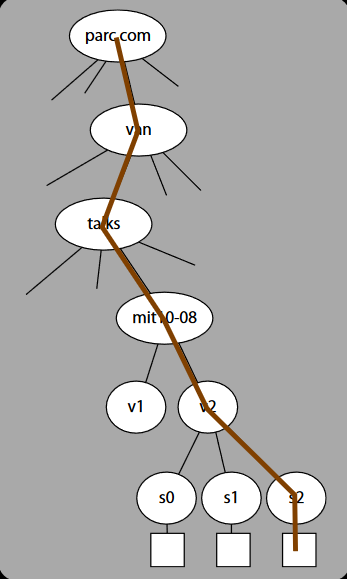 parc.com
van
talks
mit10-08
v1
v2
s0
s1
s2